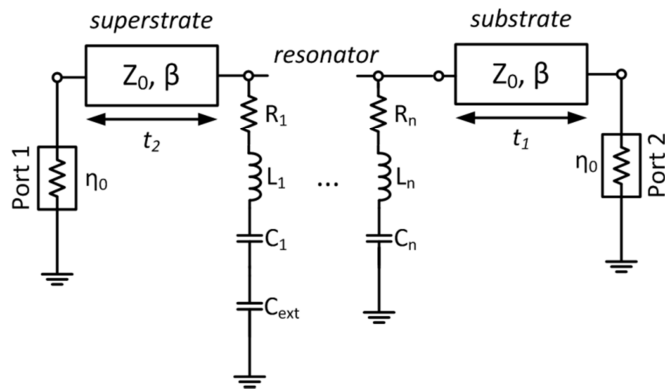 superstrate
resonator
substrate
Z₀, β
Z₀, β
t₂
t₁
Port 1
η₀
R₁
L₁
C₁
C_ext
...
Rₙ
Lₙ
Cₙ
η₀
Port 2